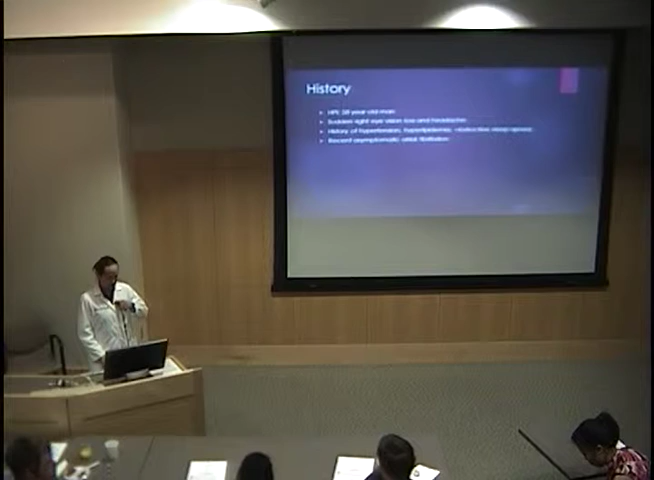 History
HPI: 58 year old man
Sudden right eye vision loss and headache
History of hypertension, hyperlipidemia, obstructive sleep apnea
Recent asymptomatic atrial fibrillation